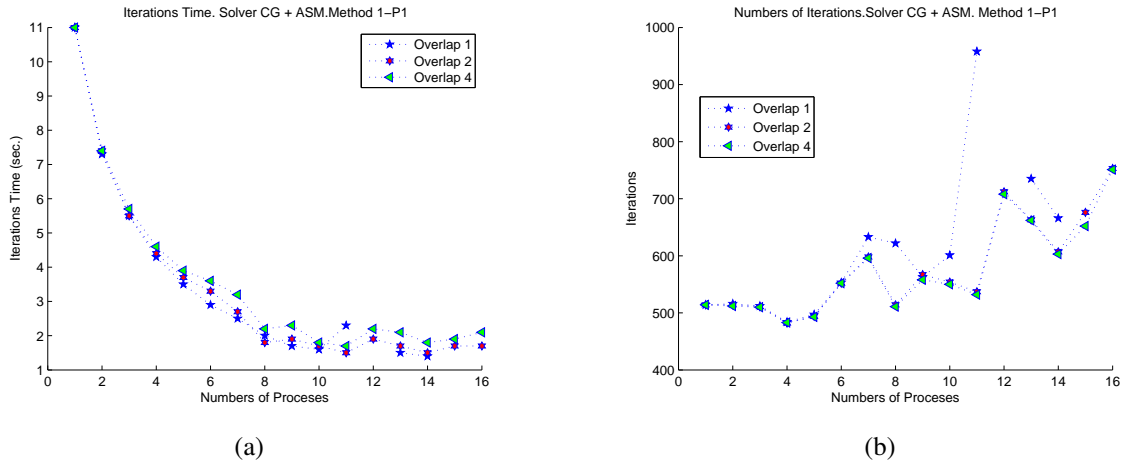 Iterations Time. Solver CG + ASM.Method 1−P1
11
10
9
8
7
6
5
4
3
2
1
Iterations Time (sec.)
0 2 4 6 8 10 12 14 16
Numbers of Proceses
Overlap 1
Overlap 2
Overlap 4
(a)
Numbers of Iterations.Solver CG + ASM. Method 1−P1
1000
900
800
700
600
500
400
Iterations
0 2 4 6 8 10 12 14 16
Numbers of Proceses
Overlap 1
Overlap 2
Overlap 4
(b)